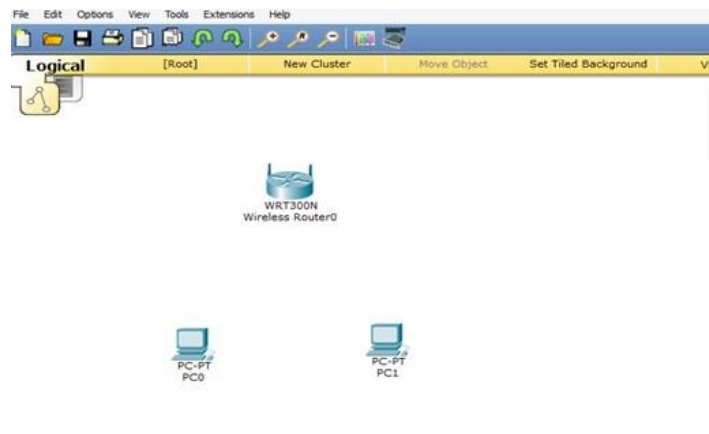 File Edit Options View Tools Extensions Help
Logical [Root] New Cluster Move Object Set Tiled Background V
WRT300N
Wireless Router0
PC-PT
PC0
PC-PT
PC1